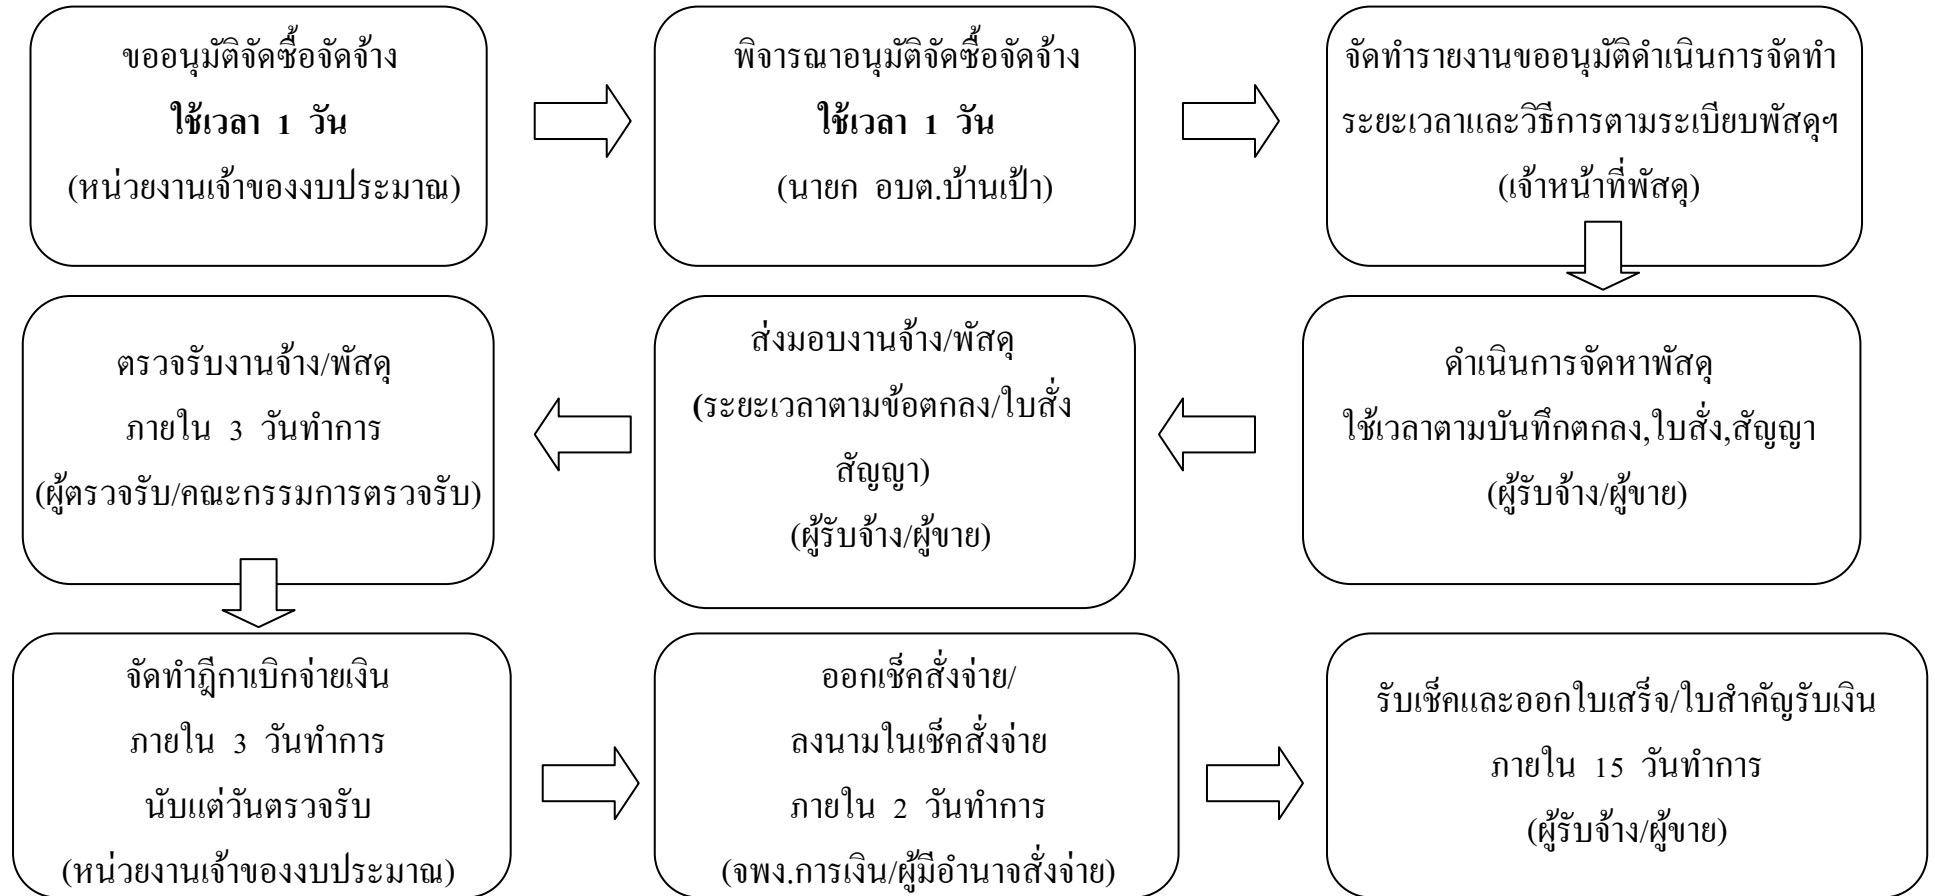 ขออนุมัติจัดซื้อจัดจ้าง
ใช้เวลา 1 วัน
(หน่วยงานเจ้าของงบประมาณ)
พิจารณาอนุมัติจัดซื้อจัดจ้าง
ใช้เวลา 1 วัน
(นายก อบต.บ้านเป้า)
จัดทำรายงานขออนุมัติดำเนินการจัดทำ
ระยะเวลาและวิธีการตามระเบียบพัสดุฯ
(เจ้าหน้าที่พัสดุ)
ดำเนินการจัดหาพัสดุ
ใช้เวลาตามบันทึกตกลง,ใบสั่ง,สัญญา
(ผู้รับจ้าง/ผู้ขาย)
ส่งมอบงานจ้าง/พัสดุ
(ระยะเวลาตามข้อตกลง/ใบสั่ง
สัญญา)
(ผู้รับจ้าง/ผู้ขาย)
ตรวจรับงานจ้าง/พัสดุ
ภายใน 3 วันทำการ
(ผู้ตรวจรับ/คณะกรรมการตรวจรับ)
จัดทำฎีกาเบิกจ่ายเงิน
ภายใน 3 วันทำการ
นับแต่วันตรวจรับ
(หน่วยงานเจ้าของงบประมาณ)
ออกเช็คสั่งจ่าย/
ลงนามในเช็คสั่งจ่าย
ภายใน 2 วันทำการ
(จพง.การเงิน/ผู้มีอำนาจสั่งจ่าย)
รับเช็คและออกใบเสร็จ/ใบสำคัญรับเงิน
ภายใน 15 วันทำการ
(ผู้รับจ้าง/ผู้ขาย)